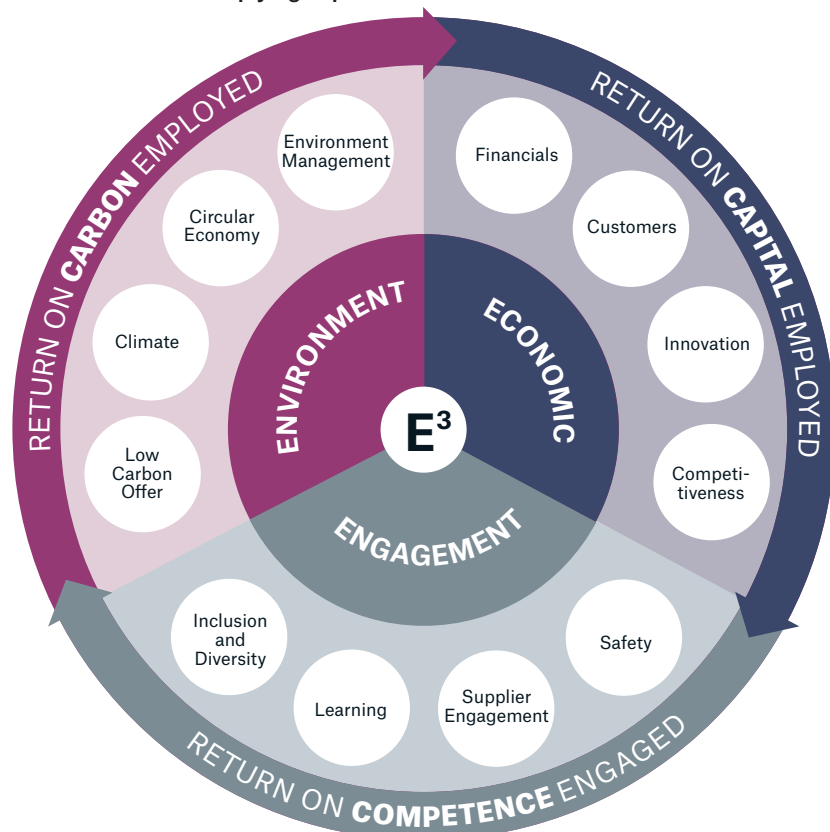 RETURN ON CARBON EMPLOYED
RETURN ON CAPITAL EMPLOYED
Environment
Management
Financials
Circular
Economy
Customers
ENVIRONMENT
ECONOMIC
Climate
Innovation
E³
Low
Carbon
Offer
Competi-
tiveness
ENGAGEMENT
Inclusion
and
Diversity
Safety
Learning
Supplier
Engagement
RETURN ON COMPETENCE ENGAGED